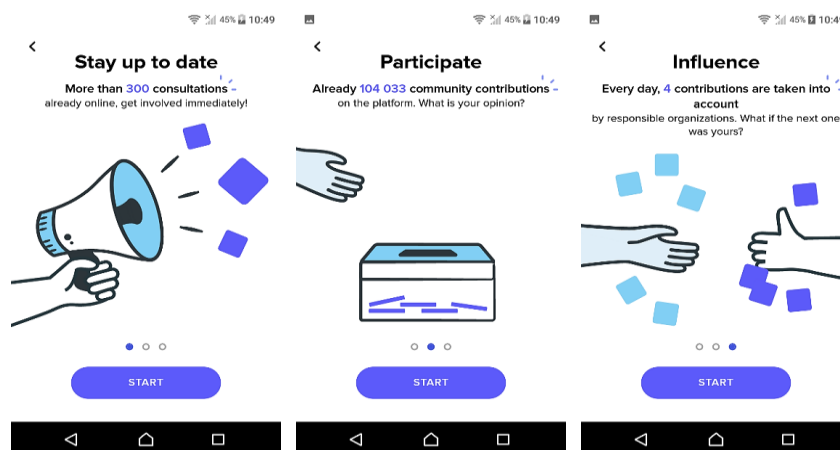 45% 10:49
Stay up to date
More than 300 consultations
already online, get involved immediately!
START
45% 10:49
Participate
Already 104 033 community contributions
on the platform. What is your opinion?
START
45% 10:49
Influence
Every day, 4 contributions are taken into
account
by responsible organizations. What if the next one
was yours?
START